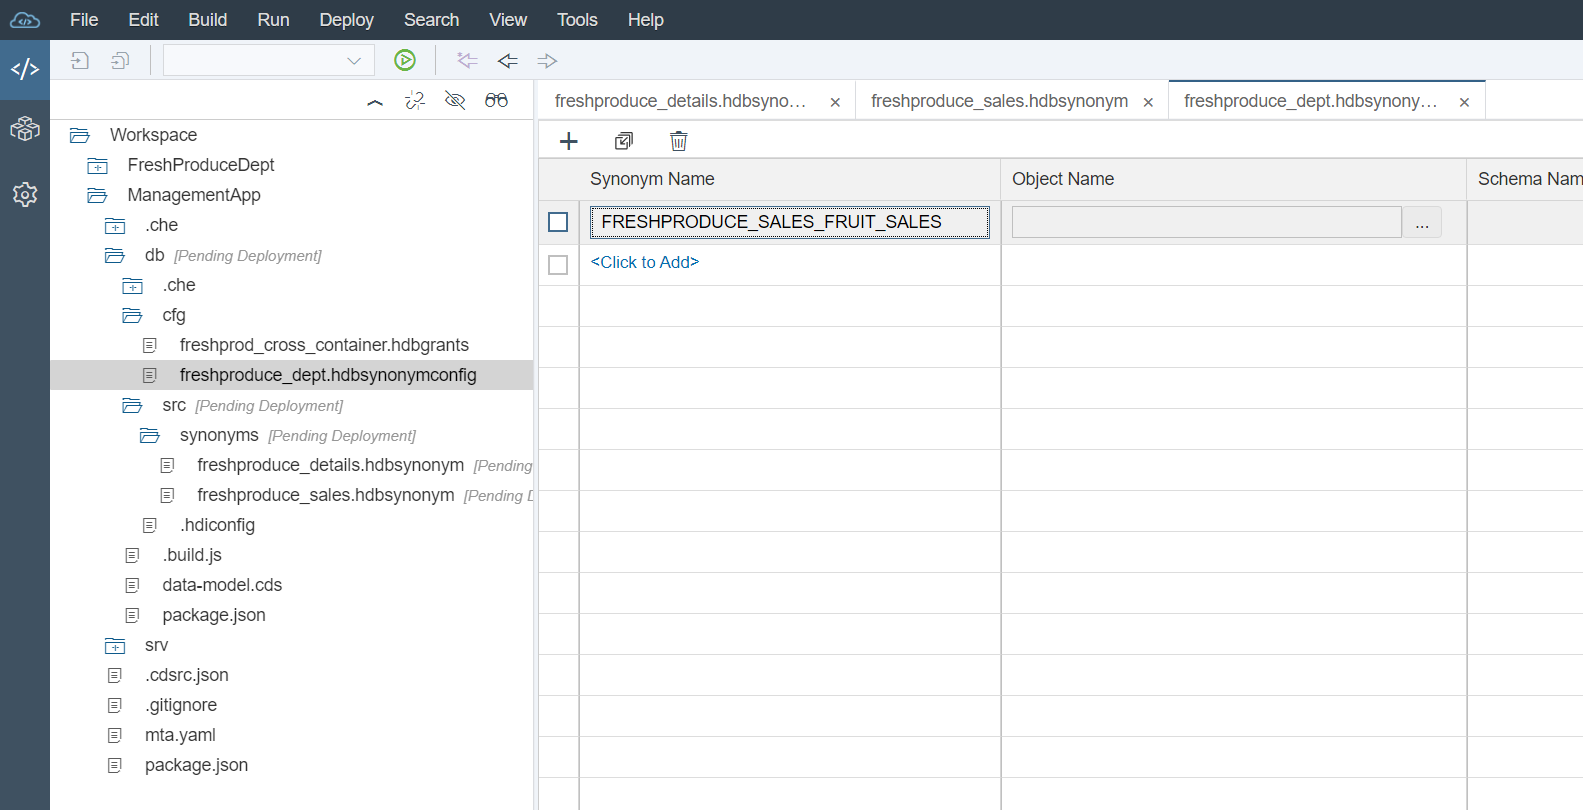 File Edit Build Run Deploy Search View Tools Help
freshproduce_details.hdbsyno... × freshproduce_sales.hdbsynonym × freshproduce_dept.hdbsynony... ×
Workspace
FreshProduceDept
ManagementApp
.che
db [Pending Deployment]
.che
cfg
freshprod_cross_container.hdbgrants
freshproduce_dept.hdbsynonymconfig
src [Pending Deployment]
synonyms [Pending Deployment]
freshproduce_details.hdbsynonym [Pending
freshproduce_sales.hdbsynonym [Pending D
.hdiconfig
.build.js
data-model.cds
package.json
srv
.cdsrc.json
.gitignore
mta.yaml
package.json
Synonym Name Object Name Schema Nam
FRESHPRODUCE_SALES_FRUIT_SALES ...
<Click to Add>